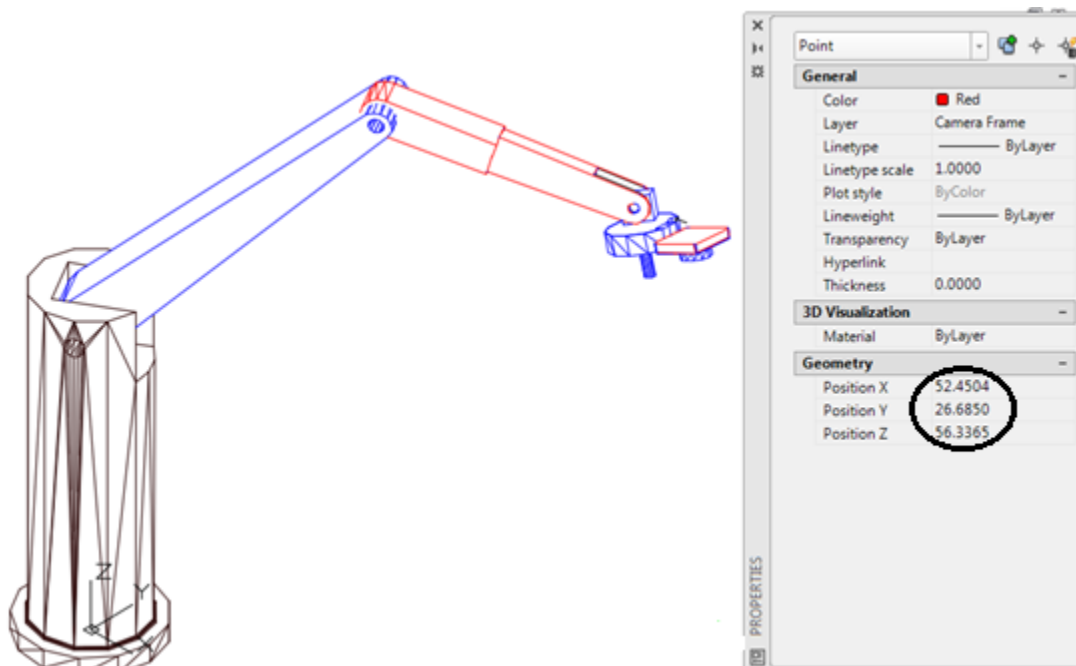 Point
General
Color Red
Layer Camera Frame
Linetype ByLayer
Linetype scale 1.0000
Plot style ByColor
Lineweight ByLayer
Transparency ByLayer
Hyperlink
Thickness 0.0000
3D Visualization
Material ByLayer
Geometry
Position X 52.4504
Position Y 26.6850
Position Z 56.3365
PROPERTIES
Z
Y
X